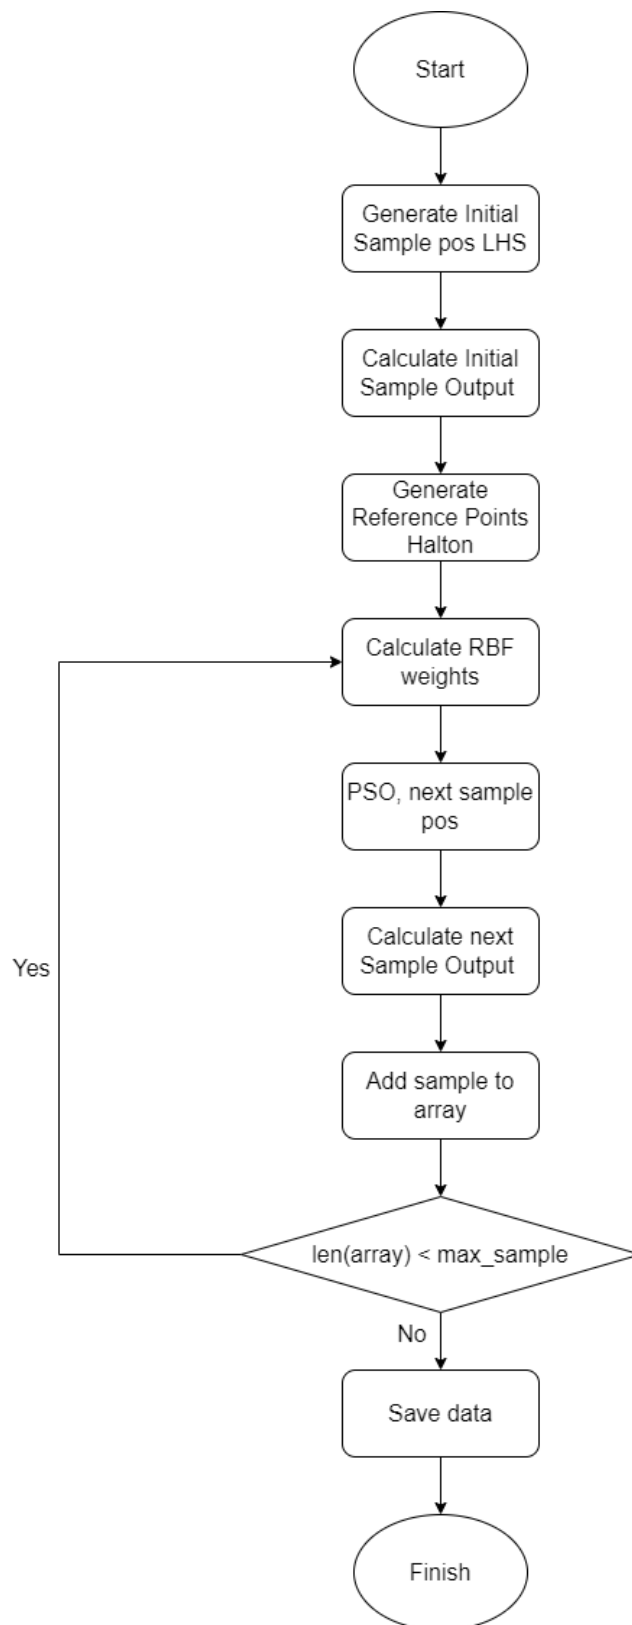 Start
Generate Initial
Sample pos LHS
Calculate Initial
Sample Output
Generate
Reference Points
Halton
Calculate RBF
weights
PSO, next sample
pos
Calculate next
Sample Output
Yes
Add sample to
array
len(array) < max_sample
No
Save data
Finish